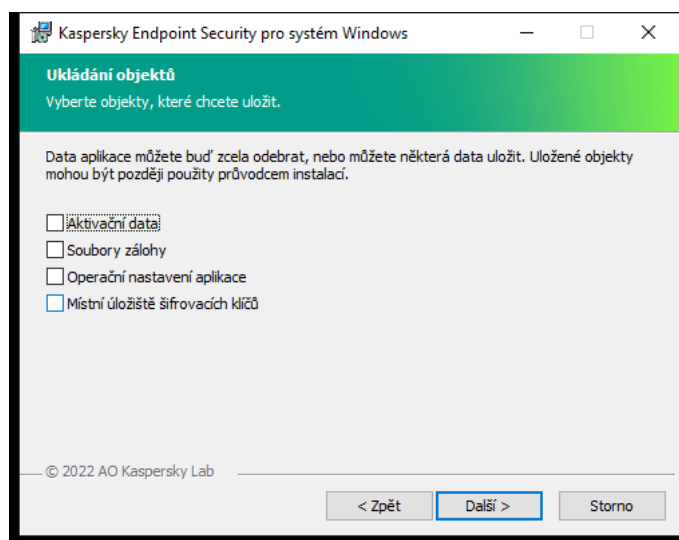 Kaspersky Endpoint Security pro systém Windows
Ukládání objektů
Vyberte objekty, které chcete uložit.
Data aplikace můžete buď zcela odebrat, nebo můžete některá data uložit. Uložené objekty
mohou být později použity průvodcem instalací.
Aktivační data
Soubory zálohy
Operační nastavení aplikace
Místní úložiště šifrovacích klíčů
© 2022 AO Kaspersky Lab
< Zpět Další > Storno